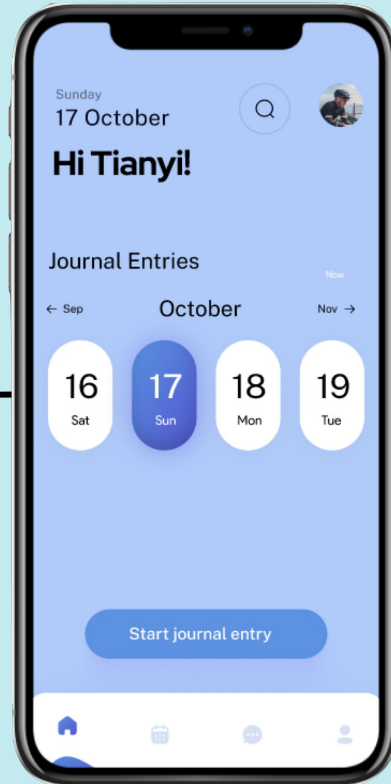 Sunday
17 October
Hi Tianyi!
Journal Entries
Now
← Sep October Nov →
16 17 18 19
Sat Sun Mon Tue
Start journal entry